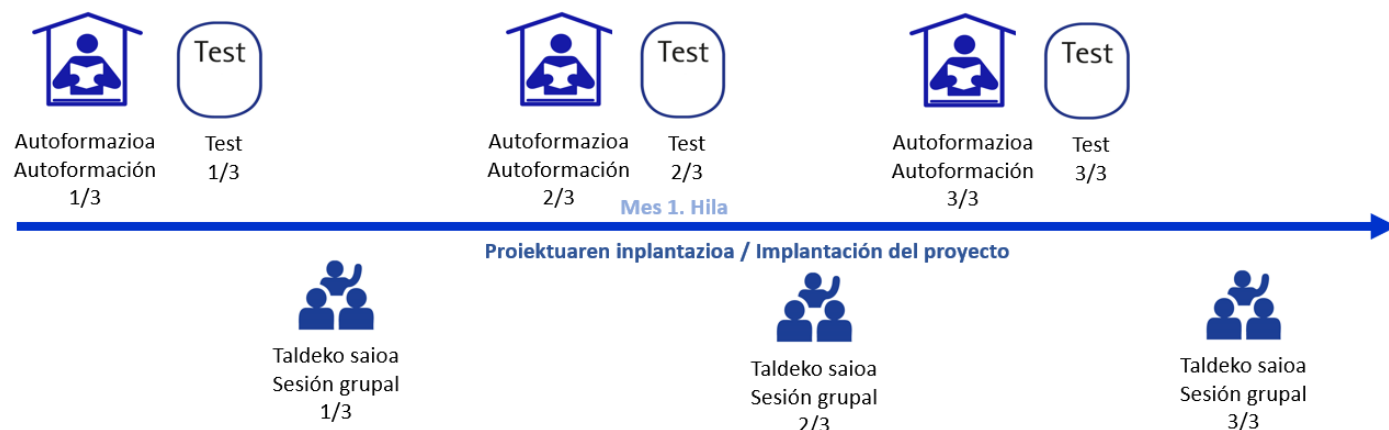 Test
Test
Test
Autoformazioa
Autoformación
1/3
Test
1/3
Autoformazioa
Autoformación
2/3
Test
2/3
Autoformazioa
Autoformación
3/3
Test
3/3
Mes 1. Hila
Proiektuaren inplantazioa / Implantación del proyecto
Taldeko saioa
Sesión grupal
1/3
Taldeko saioa
Sesión grupal
2/3
Taldeko saioa
Sesión grupal
3/3